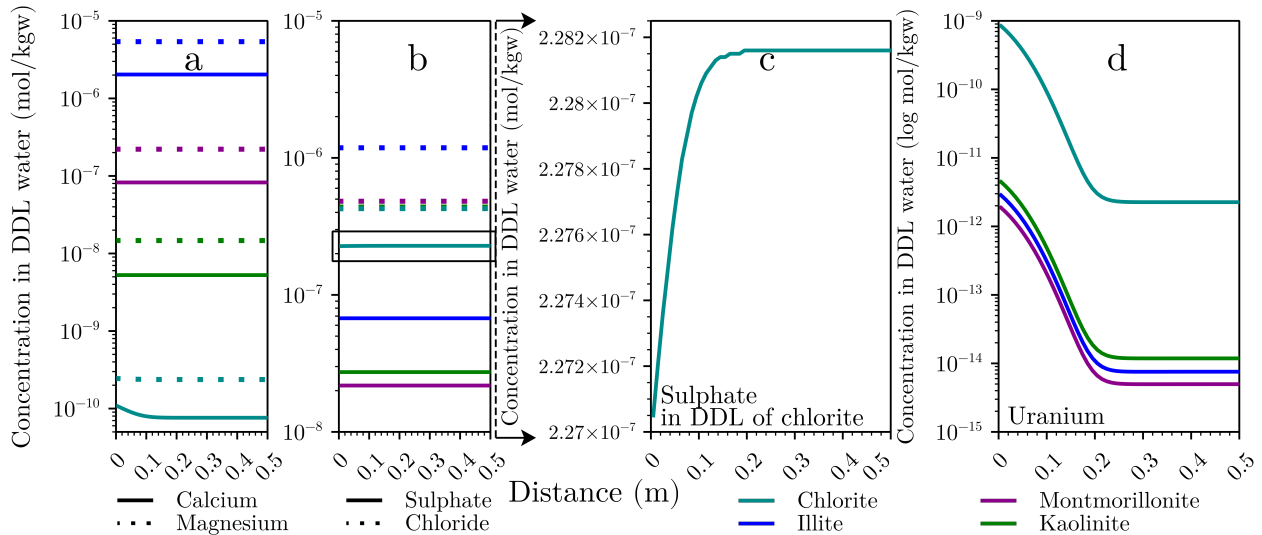 Concentration in DDL water (mol/kgw)
10⁻⁵
10⁻⁶
10⁻⁷
10⁻⁸
10⁻⁹
10⁻¹⁰
a
0 0.1 0.2 0.3 0.4 0.5
10⁻⁵
10⁻⁶
10⁻⁷
10⁻⁸
b
0 0.1 0.2 0.3 0.4 0.5
Concentration in DDL water (mol/kgw)
2.282×10⁻⁷
2.28×10⁻⁷
2.278×10⁻⁷
2.276×10⁻⁷
2.274×10⁻⁷
2.272×10⁻⁷
2.27×10⁻⁷
c
Sulphate
in DDL of chlorite
0 0.1 0.2 0.3 0.4 0.5
Concentration in DDL water (log mol/kgw)
10⁻⁹
10⁻¹⁰
10⁻¹¹
10⁻¹²
10⁻¹³
10⁻¹⁴
10⁻¹⁵
d
Uranium
0 0.1 0.2 0.3 0.4 0.5
Distance (m)
Calcium
Magnesium
Sulphate
Chloride
Chlorite
Illite
Montmorillonite
Kaolinite